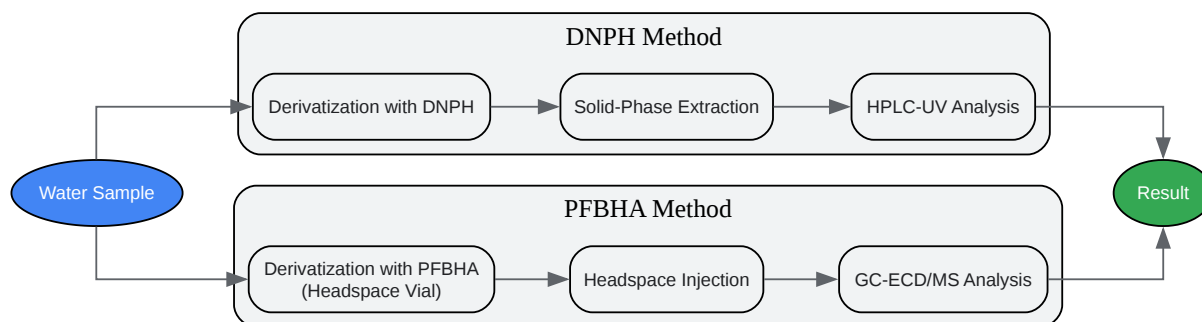 DNPH Method
Derivatization with DNPH
Solid-Phase Extraction
HPLC-UV Analysis
Water Sample
Result
PFBHA Method
Derivatization with PFBHA
(Headspace Vial)
Headspace Injection
GC-ECD/MS Analysis